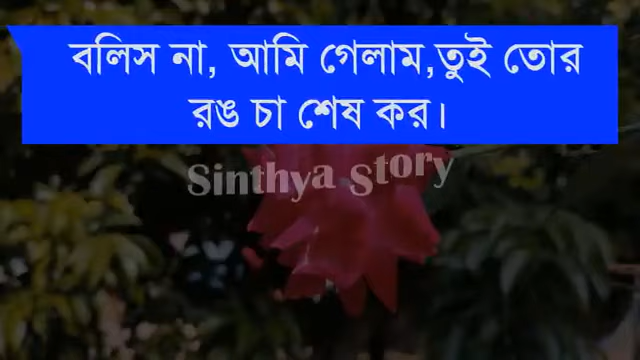 বলিস না, আমি গেলাম,তুই তোর
রঙ চা শেষ কর।
Sinthya Story